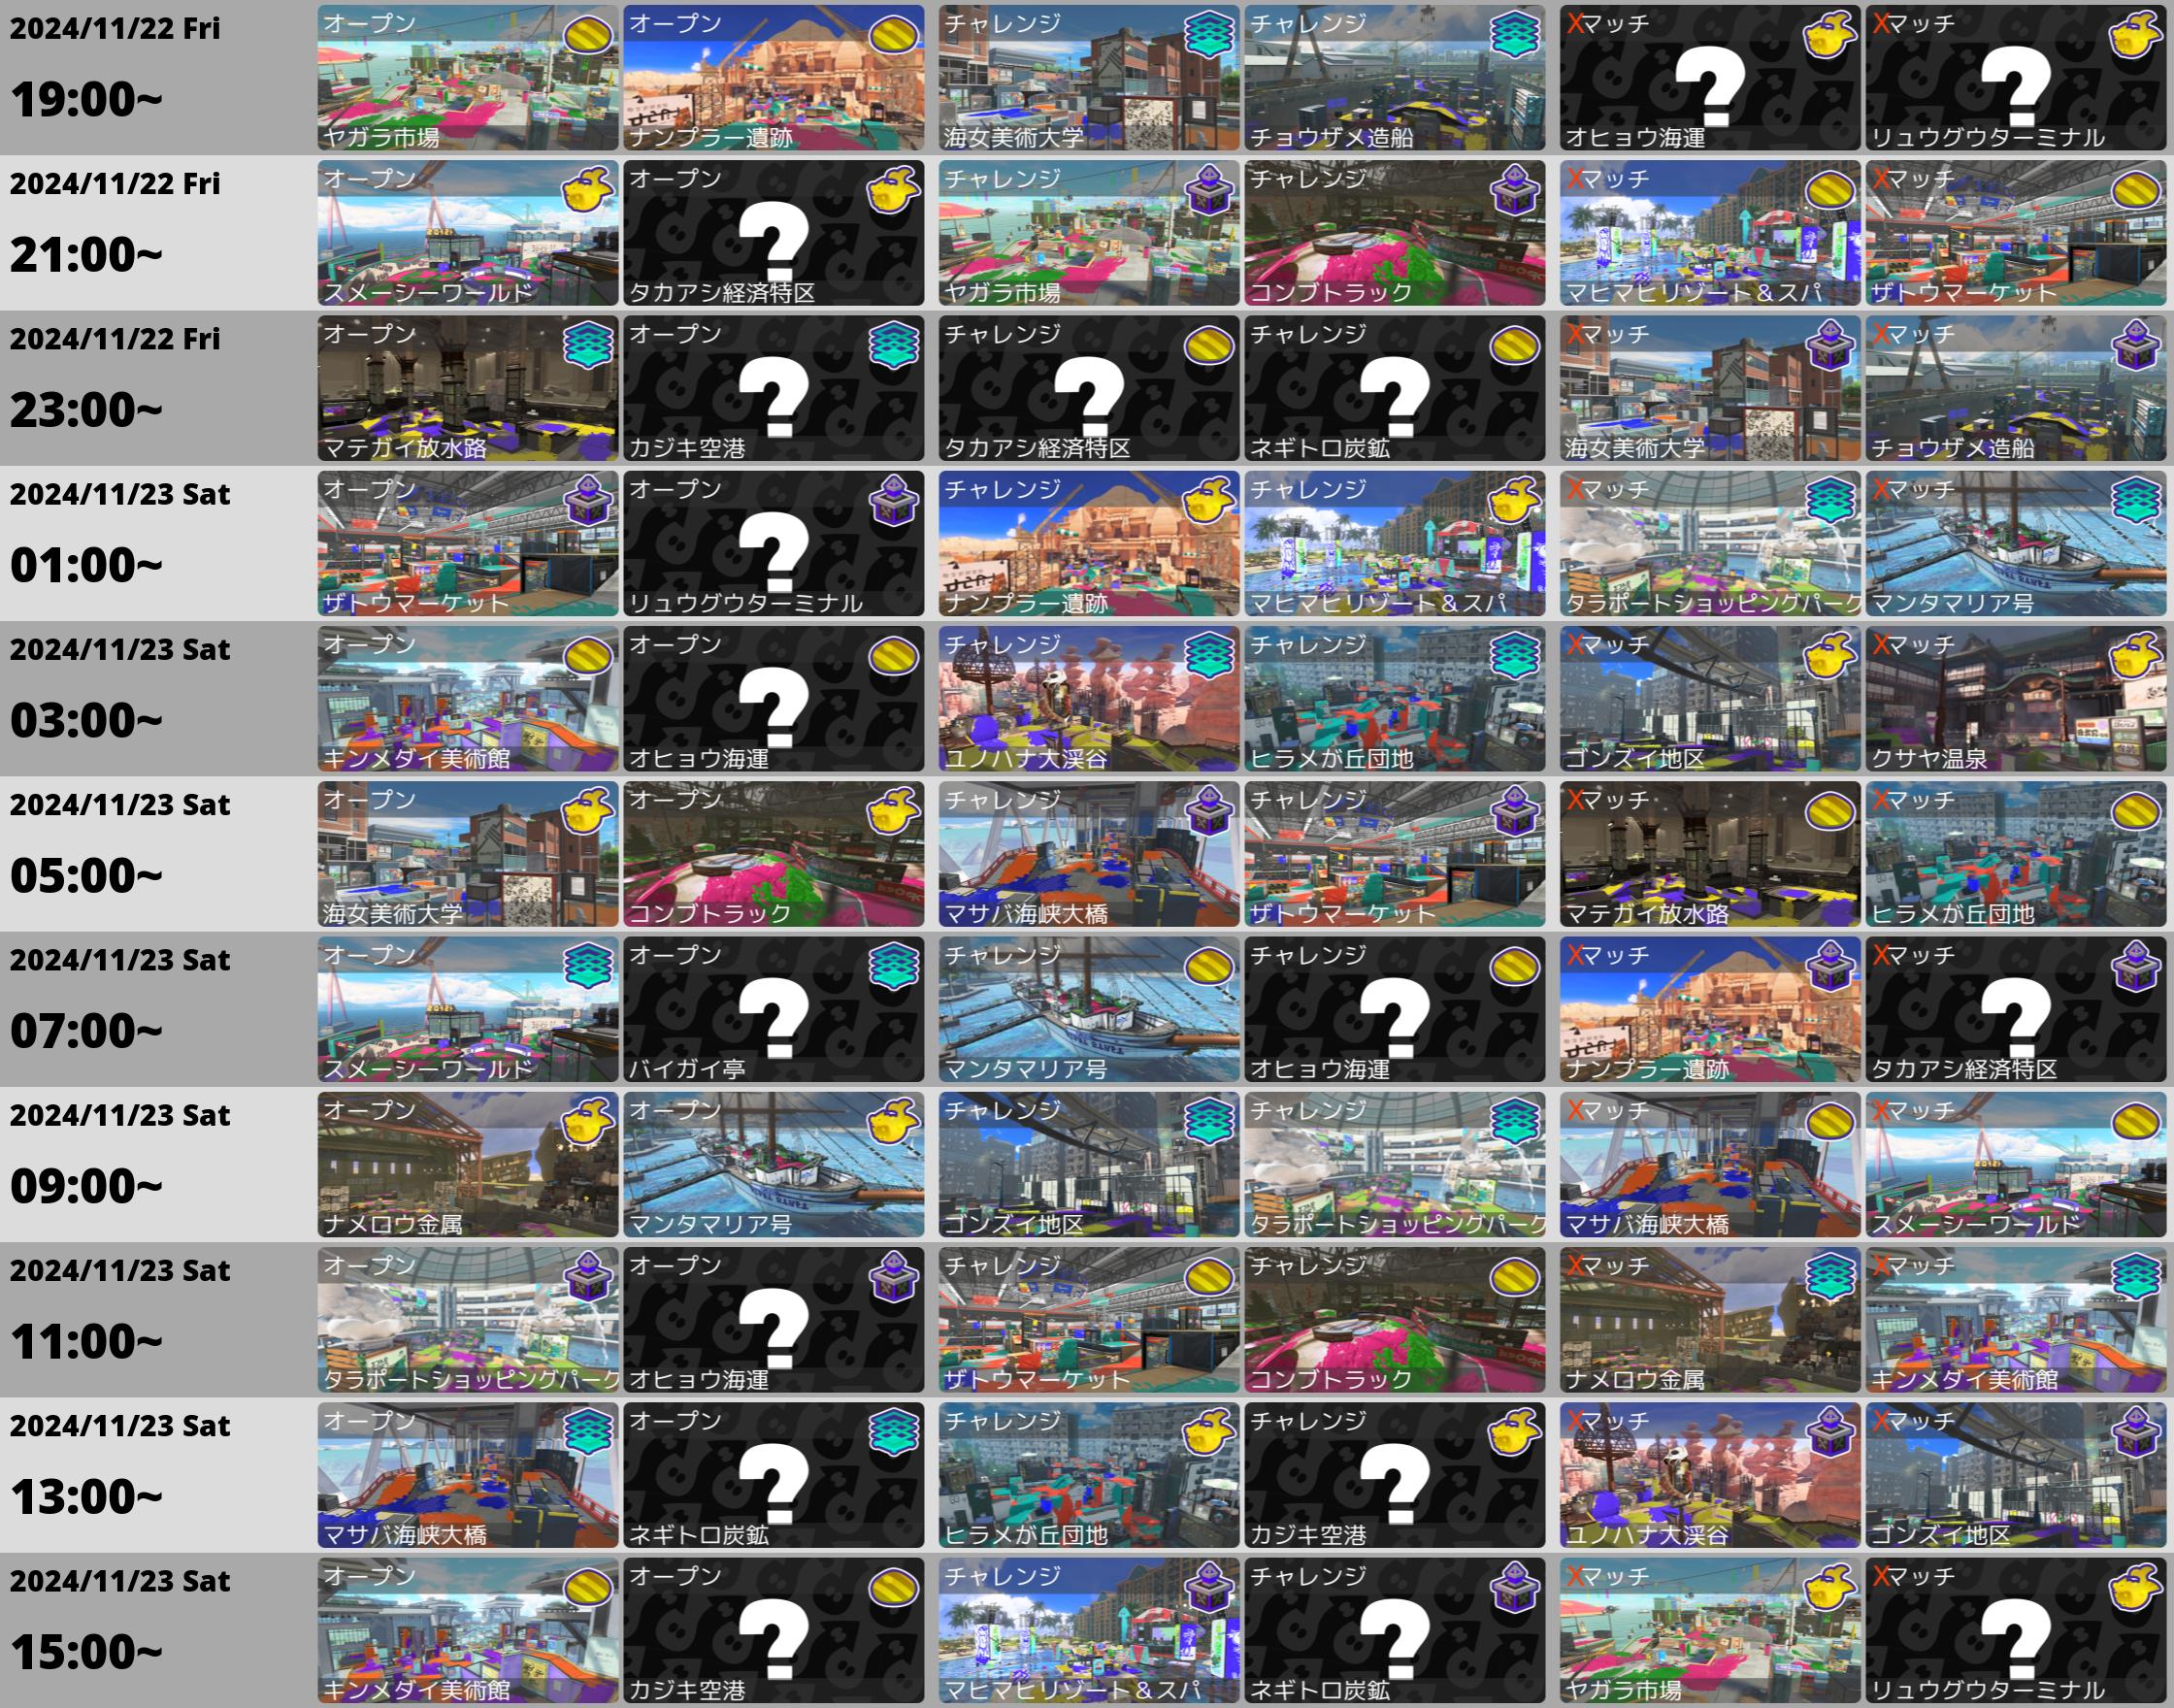 2024/11/22 Fri
19:00~
オープン
ヤガラ市場
オープン
ナンプラー遺跡
チャレンジ
海女美術大学
チャレンジ
チョウザメ造船
Xマッチ
オヒョウ海運
Xマッチ
リュウグウターミナル
2024/11/22 Fri
21:00~
オープン
スメーシーワールド
オープン
タカアシ経済特区
チャレンジ
ヤガラ市場
チャレンジ
コンブトラック
Xマッチ
マヒマヒリゾート&スパ
Xマッチ
ザトウマーケット
2024/11/22 Fri
23:00~
オープン
マテガイ放水路
オープン
カジキ空港
チャレンジ
タカアシ経済特区
チャレンジ
ネギトロ炭鉱
Xマッチ
海女美術大学
Xマッチ
チョウザメ造船
2024/11/23 Sat
01:00~
オープン
ザトウマーケット
オープン
リュウグウターミナル
チャレンジ
ナンプラー遺跡
チャレンジ
マヒマヒリゾート&スパ
Xマッチ
タラポートショッピングパーク
Xマッチ
マンタマリア号
2024/11/23 Sat
03:00~
オープン
キンメダイ美術館
オープン
オヒョウ海運
チャレンジ
ユノハナ大渓谷
チャレンジ
ヒラメが丘団地
Xマッチ
ゴンズイ地区
Xマッチ
クサヤ温泉
2024/11/23 Sat
05:00~
オープン
海女美術大学
オープン
コンブトラック
チャレンジ
マサバ海峡大橋
チャレンジ
ザトウマーケット
Xマッチ
マテガイ放水路
Xマッチ
ヒラメが丘団地
2024/11/23 Sat
07:00~
オープン
スメーシーワールド
オープン
バイガイ亭
チャレンジ
マンタマリア号
チャレンジ
オヒョウ海運
Xマッチ
ナンプラー遺跡
Xマッチ
タカアシ経済特区
2024/11/23 Sat
09:00~
オープン
ナメロウ金属
オープン
マンタマリア号
チャレンジ
ゴンズイ地区
チャレンジ
タラポートショッピングパーク
Xマッチ
マサバ海峡大橋
Xマッチ
スメーシーワールド
2024/11/23 Sat
11:00~
オープン
タラポートショッピングパーク
オープン
オヒョウ海運
チャレンジ
ザトウマーケット
チャレンジ
コンブトラック
Xマッチ
ナメロウ金属
Xマッチ
キンメダイ美術館
2024/11/23 Sat
13:00~
オープン
マサバ海峡大橋
オープン
ネギトロ炭鉱
チャレンジ
ヒラメが丘団地
チャレンジ
カジキ空港
Xマッチ
ユノハナ大渓谷
Xマッチ
ゴンズイ地区
2024/11/23 Sat
15:00~
オープン
キンメダイ美術館
オープン
カジキ空港
チャレンジ
マヒマヒリゾート&スパ
チャレンジ
ネギトロ炭鉱
Xマッチ
ヤガラ市場
Xマッチ
リュウグウターミナル